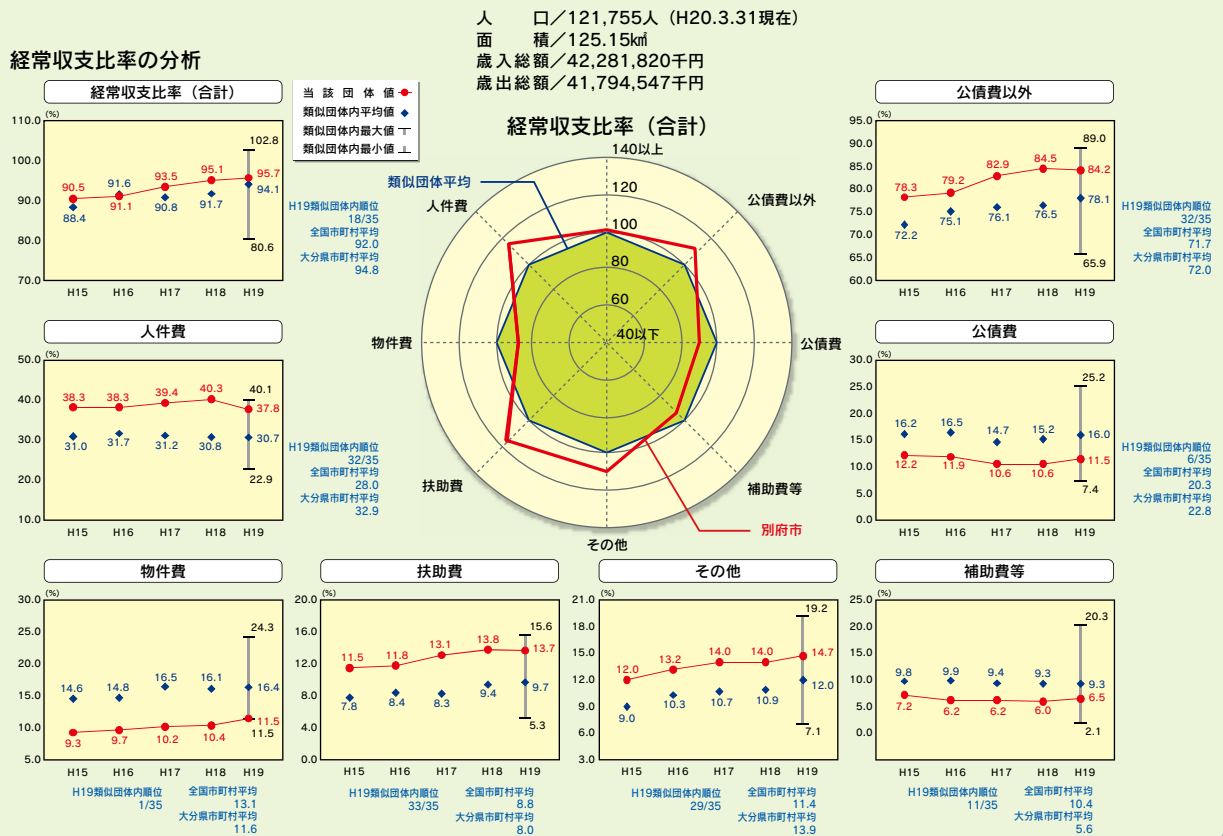 人　　口／121,755人（H20.3.31現在）
面　　積／125.15㎢
歳入総額／42,281,820千円
歳出総額／41,794,547千円
経常収支比率の分析
経常収支比率（合計）
(%)
110.0
100.0
90.0
80.0
70.0
90.5
91.1
93.5
95.1
95.7
88.4
91.6
90.8
91.7
94.1
102.8
80.6
H15 H16 H17 H18 H19
H19類似団体内順位
18/35
全国市町村平均
92.0
大分県市町村平均
94.8
当該団体値
類似団体内平均値
類似団体内最大値
類似団体内最小値
経常収支比率（合計）
140以上
120
100
80
60
40以下
類似団体平均
人件費
公債費以外
物件費
公債費
扶助費
補助費等
その他
別府市
公債費以外
(%)
95.0
90.0
85.0
80.0
75.0
70.0
65.0
60.0
78.3
79.2
82.9
84.5
84.2
72.2
75.1
76.1
76.5
78.1
89.0
65.9
H15 H16 H17 H18 H19
H19類似団体内順位
32/35
全国市町村平均
71.7
大分県市町村平均
72.0
人件費
(%)
50.0
40.0
30.0
20.0
10.0
38.3
38.3
39.4
40.3
37.8
31.0
31.7
31.2
30.8
30.7
40.1
22.9
H15 H16 H17 H18 H19
H19類似団体内順位
32/35
全国市町村平均
28.0
大分県市町村平均
32.9
公債費
(%)
30.0
25.0
20.0
15.0
10.0
5.0
0.0
16.2
16.5
14.7
15.2
16.0
12.2
11.9
10.6
10.6
11.5
25.2
7.4
H15 H16 H17 H18 H19
H19類似団体内順位
6/35
全国市町村平均
20.3
大分県市町村平均
22.8
物件費
(%)
30.0
25.0
20.0
15.0
10.0
5.0
14.6
14.8
16.5
16.1
16.4
9.3
9.7
10.2
10.4
11.5
24.3
11.5
H15 H16 H17 H18 H19
H19類似団体内順位
1/35
全国市町村平均
13.1
大分県市町村平均
11.6
扶助費
(%)
20.0
16.0
12.0
8.0
4.0
0.0
11.5
11.8
13.1
13.8
13.7
7.8
8.4
8.3
9.4
9.7
15.6
5.3
H15 H16 H17 H18 H19
H19類似団体内順位
33/35
全国市町村平均
8.8
大分県市町村平均
8.0
その他
(%)
21.0
18.0
15.0
12.0
9.0
6.0
3.0
12.0
13.2
14.0
14.0
14.7
9.0
10.3
10.7
10.9
12.0
19.2
7.1
H15 H16 H17 H18 H19
H19類似団体内順位
29/35
全国市町村平均
11.4
大分県市町村平均
13.9
補助費等
(%)
25.0
20.0
15.0
10.0
5.0
0.0
9.8
9.9
9.4
9.3
9.3
7.2
6.2
6.2
6.0
6.5
20.3
2.1
H15 H16 H17 H18 H19
H19類似団体内順位
11/35
全国市町村平均
10.4
大分県市町村平均
5.6